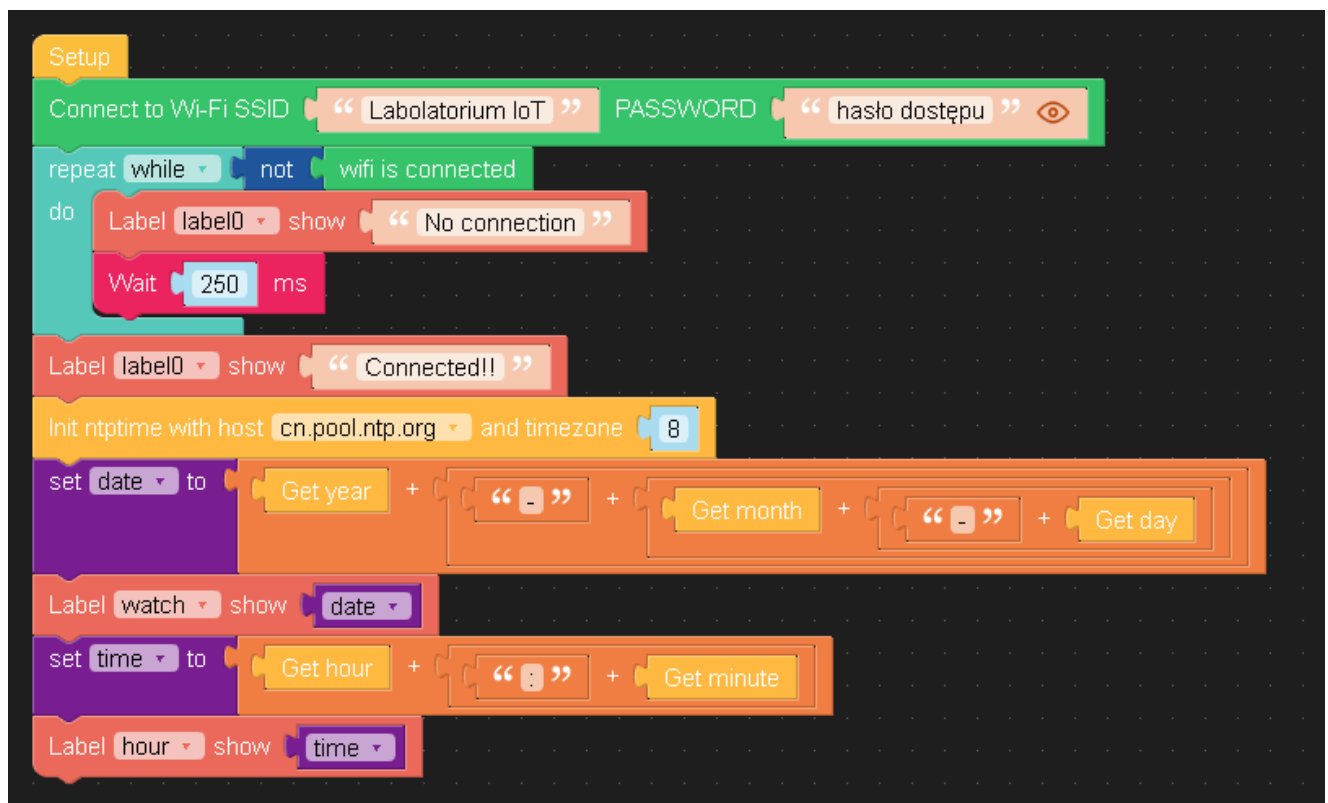 Setup
Connect to Wi-Fi SSID “ Labolatorium IoT ” PASSWORD “ hasło dostępu ”
repeat while not wifi is connected
do Label label0 show “ No connection ”
Wait 250 ms
Label label0 show “ Connected!! ”
Init ntptime with host cn.pool.ntp.org and timezone 8
set date to Get year + “ - ” + Get month + “ - ” + Get day
Label watch show date
set time to Get hour + “ : ” + Get minute
Label hour show time